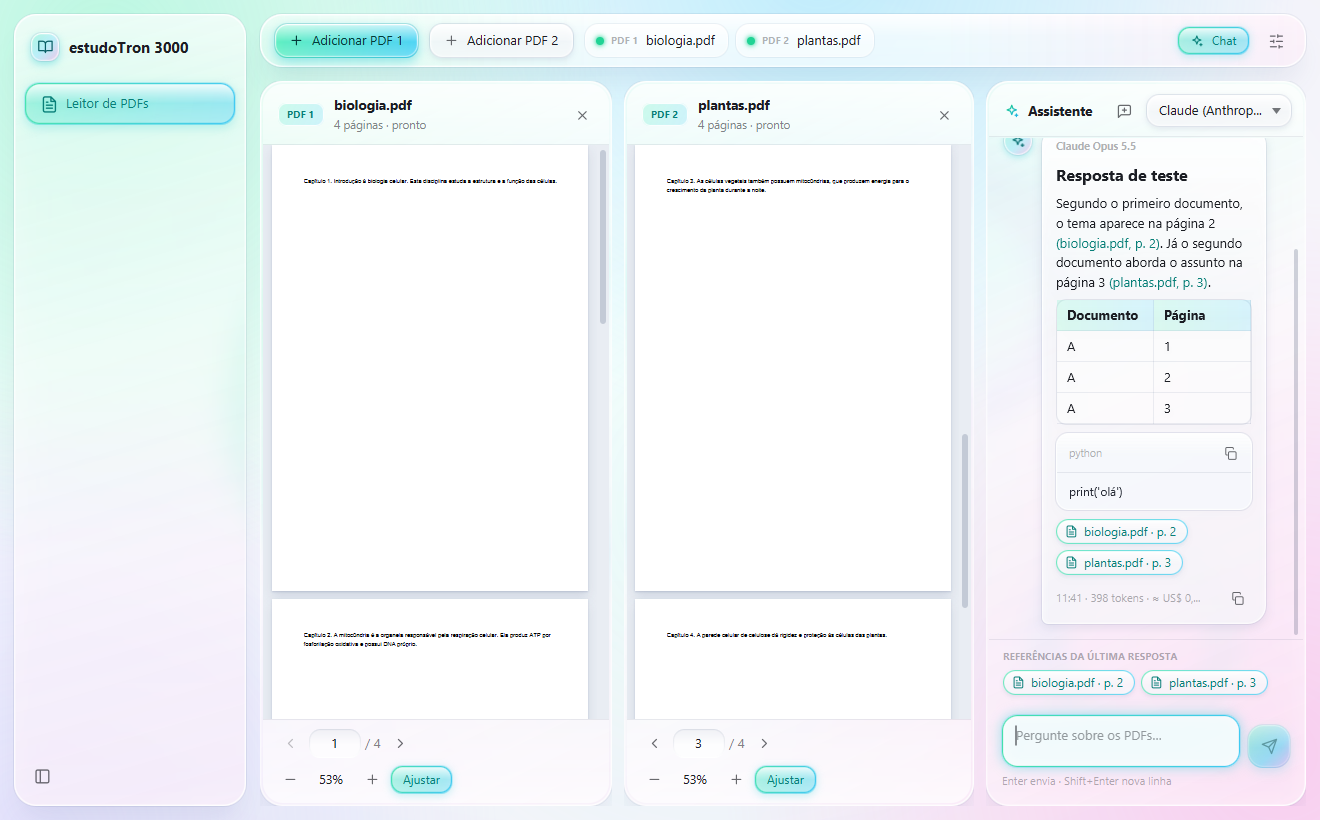 estudoTron 3000
Leitor de PDFs
Adicionar PDF 1
Adicionar PDF 2
PDF 1 biologia.pdf
PDF 2 plantas.pdf
Chat
PDF 1
biologia.pdf
4 páginas · pronto
Capítulo 1. Introdução à biologia celular. Esta disciplina estuda a estrutura e a função das células.
Capítulo 2. A mitocôndria é a organela responsável pela respiração celular. Ela produz ATP por
fosforilação oxidativa e possui DNA próprio.
1 / 4
53%
Ajustar
PDF 2
plantas.pdf
4 páginas · pronto
Capítulo 3. As células vegetais também possuem mitocôndrias, que produzem energia para o
crescimento da planta durante a noite.
Capítulo 4. A parede celular de celulose dá rigidez e proteção às células das plantas.
3 / 4
53%
Ajustar
Assistente
Claude (Anthrop...
Claude Opus 5.5
Resposta de teste
Segundo o primeiro documento,
o tema aparece na página 2
(biologia.pdf, p. 2). Já o segundo
documento aborda o assunto na
página 3 (plantas.pdf, p. 3).
Documento Página
A 1
A 2
A 3
python
print('olá')
biologia.pdf · p. 2
plantas.pdf · p. 3
11:41 · 398 tokens · ≈ US$ 0,...
REFERÊNCIAS DA ÚLTIMA RESPOSTA
biologia.pdf · p. 2
plantas.pdf · p. 3
Pergunte sobre os PDFs...
Enter envia · Shift+Enter nova linha